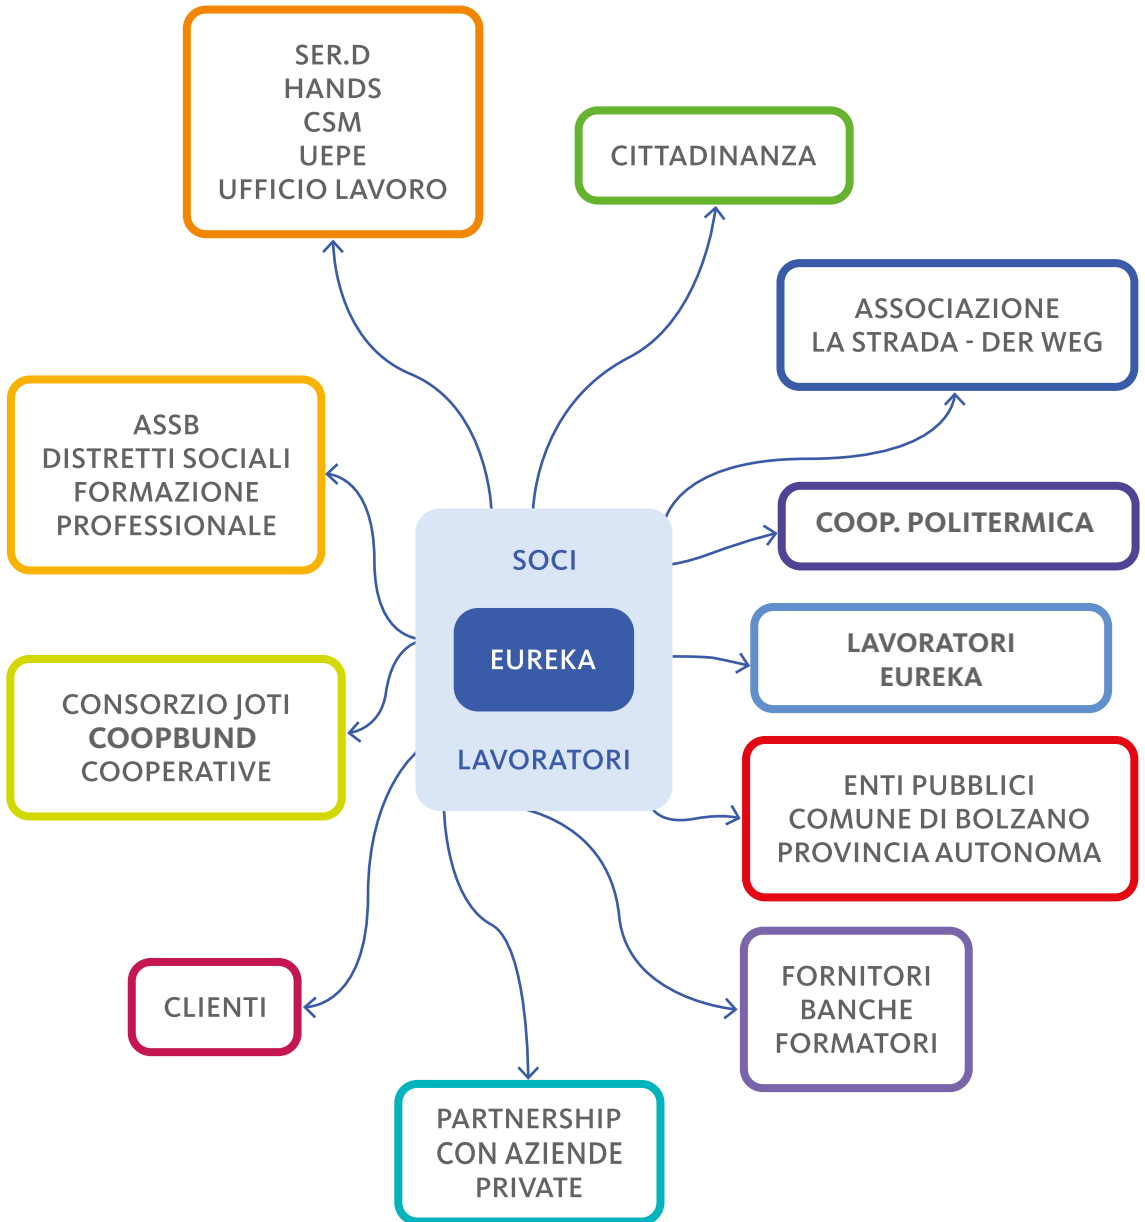 SER.D
HANDS
CSM
UEPE
UFFICIO LAVORO
CITTADINANZA
ASSOCIAZIONE
LA STRADA - DER WEG
ASSB
DISTRETTI SOCIALI
FORMAZIONE
PROFESSIONALE
COOP. POLITERMICA
SOCI
EUREKA
LAVORATORI
LAVORATORI
EUREKA
CONSORZIO JOTI
COOPBUND
COOPERATIVE
ENTI PUBBLICI
COMUNE DI BOLZANO
PROVINCIA AUTONOMA
CLIENTI
FORNITORI
BANCHE
FORMATORI
PARTNERSHIP
CON AZIENDE
PRIVATE